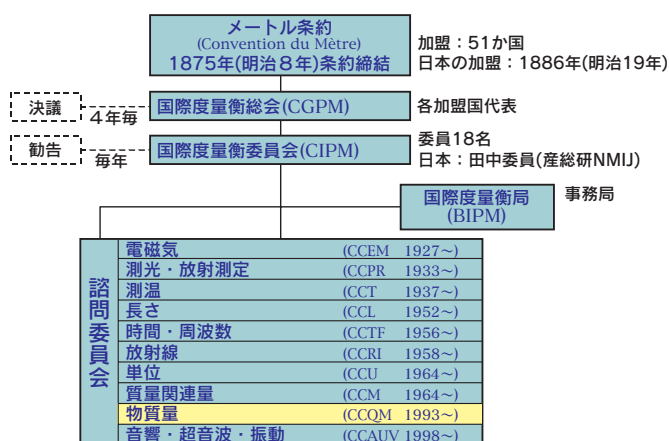 メートル条約
(Convention du Mètre)
1875年(明治８年)条約締結
加盟：51か国
日本の加盟：1886年(明治19年)
決議
４年毎
国際度量衡総会(CGPM)
各加盟国代表
勧告
毎年
国際度量衡委員会(CIPM)
委員18名
日本：田中委員(産総研NMIJ)
国際度量衡局
(BIPM)
事務局
諮問委員会
電磁気 (CCEM 1927～)
測光・放射測定 (CCPR 1933～)
測温 (CCT 1937～)
長さ (CCL 1952～)
時間・周波数 (CCTF 1956～)
放射線 (CCRI 1958～)
単位 (CCU 1964～)
質量関連量 (CCM 1964～)
物質量 (CCQM 1993～)
音響・超音波・振動 (CCAUV 1998～)